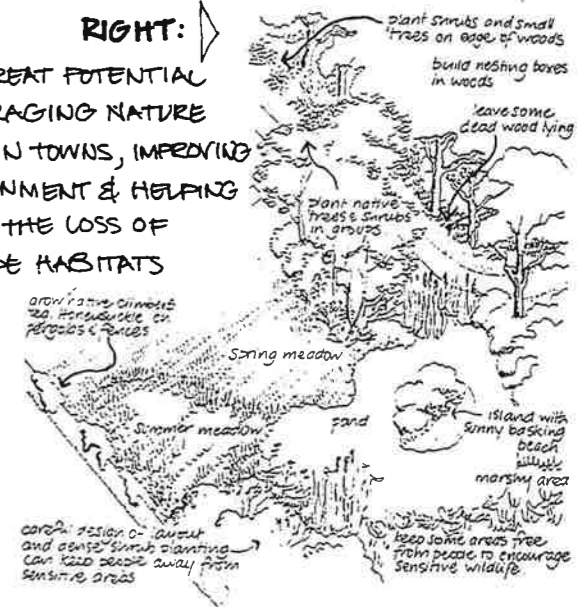 RIGHT:
REAT POTENTIAL
RAGING NATURE
IN TOWNS, IMPROVING
NMENT & HELPING
THE LOSS OF
DE HABITATS
plant shrubs and small
trees on edge of woods
build nesting boxes
in woods
leave some
dead wood lying
plant native
trees & shrubs
in groups
grow native climbers
eg. Honeysuckle on
pergolas & fences
Spring meadow
Summer meadow
pond
Island with
Sunny basking
beach
marshy area
careful design of layout
and dense shrub planting
can keep people away from
sensitive areas
keep some areas free
from people to encourage
sensitive wildlife